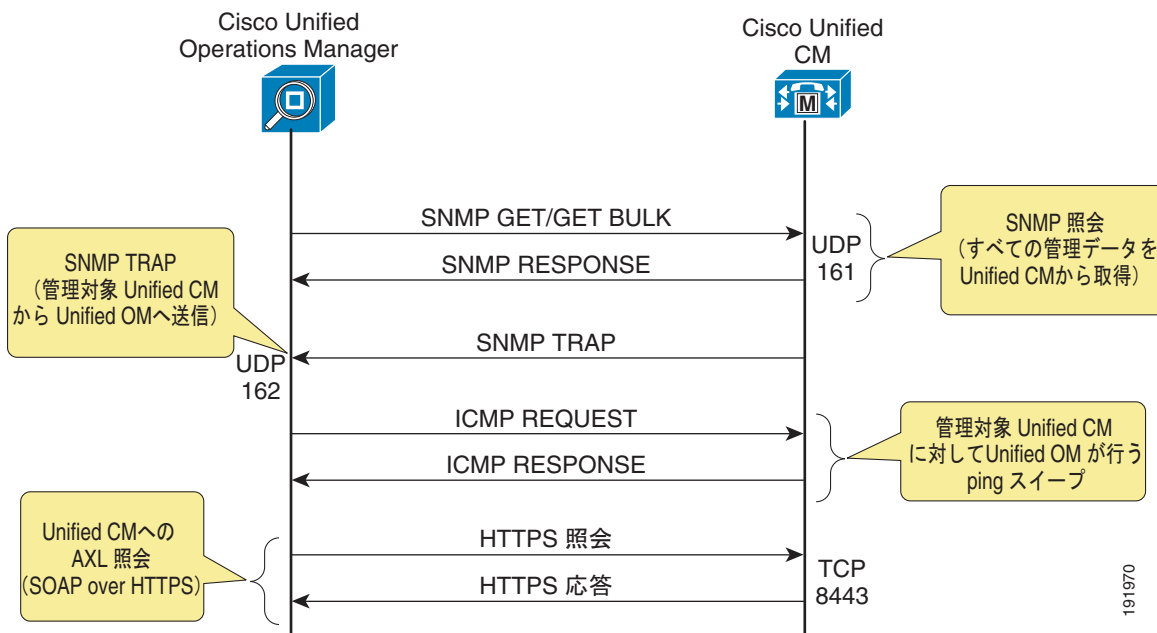 Cisco Unified
Operations Manager
Cisco Unified
CM
M
SNMP GET/GET BULK
UDP
161
SNMP 照会
(すべての管理データを
Unified CMから取得)
SNMP RESPONSE
SNMP TRAP
(管理対象 Unified CM
から Unified OMへ送信)
SNMP TRAP
UDP
162
ICMP REQUEST
ICMP RESPONSE
管理対象 Unified CM
に対してUnified OM が行う
ping スイープ
Unified CMへの
AXL 照会
(SOAP over HTTPS)
HTTPS 照会
HTTPS 応答
TCP
8443
191970